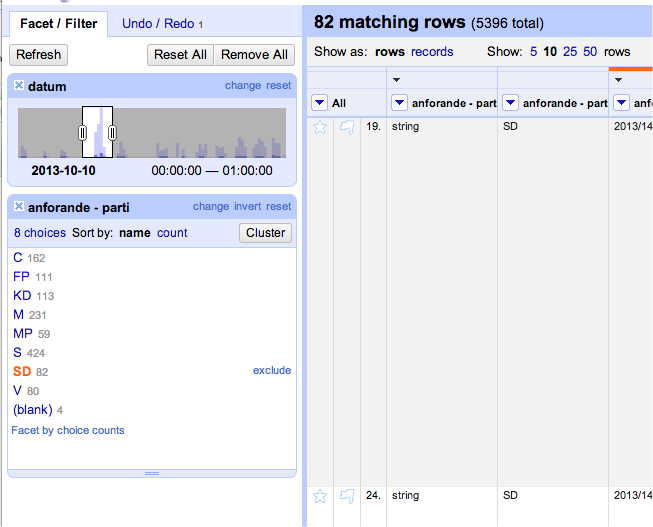 Facet / Filter Undo / Redo 1
Refresh Reset All Remove All
datum change reset
2013-10-10 00:00:00 — 01:00:00
anforande - parti change invert reset
8 choices Sort by: name count Cluster
C 162
FP 111
KD 113
M 231
MP 59
S 424
SD 82 exclude
V 80
(blank) 4
Facet by choice counts
82 matching rows (5396 total)
Show as: rows records Show: 5 10 25 50 rows
All anforande - part anforande - part anfo
19. string SD 2013/14
24. string SD 2013/14